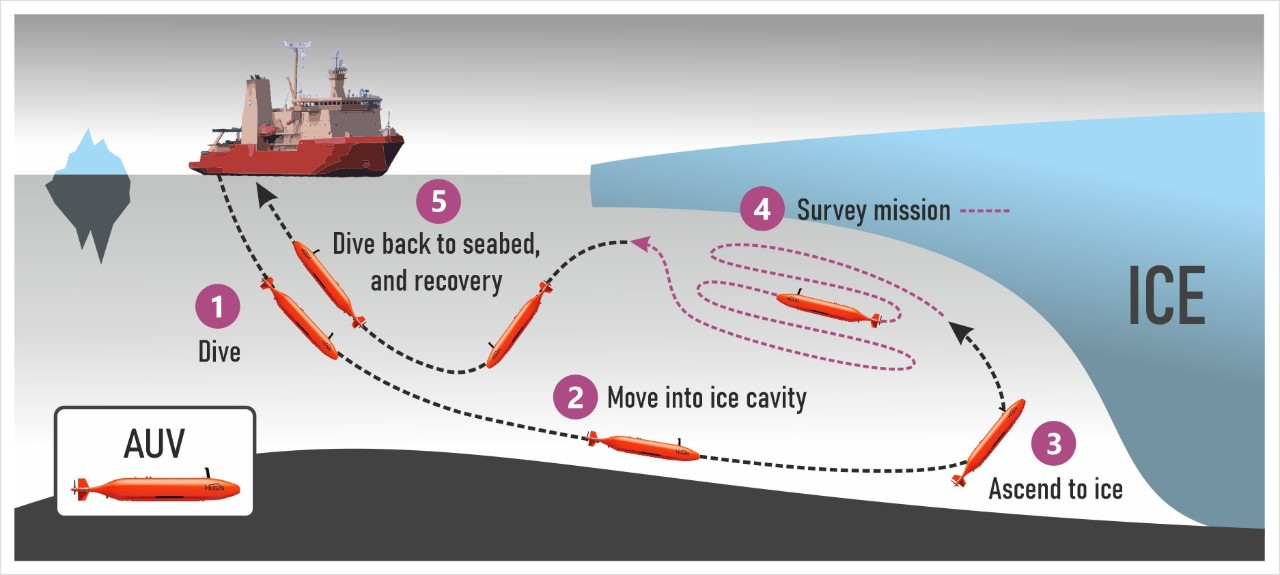 5
Dive back to seabed,
and recovery
4
Survey mission
ICE
1
Dive
2
Move into ice cavity
3
Ascend to ice
AUV
HUGIN